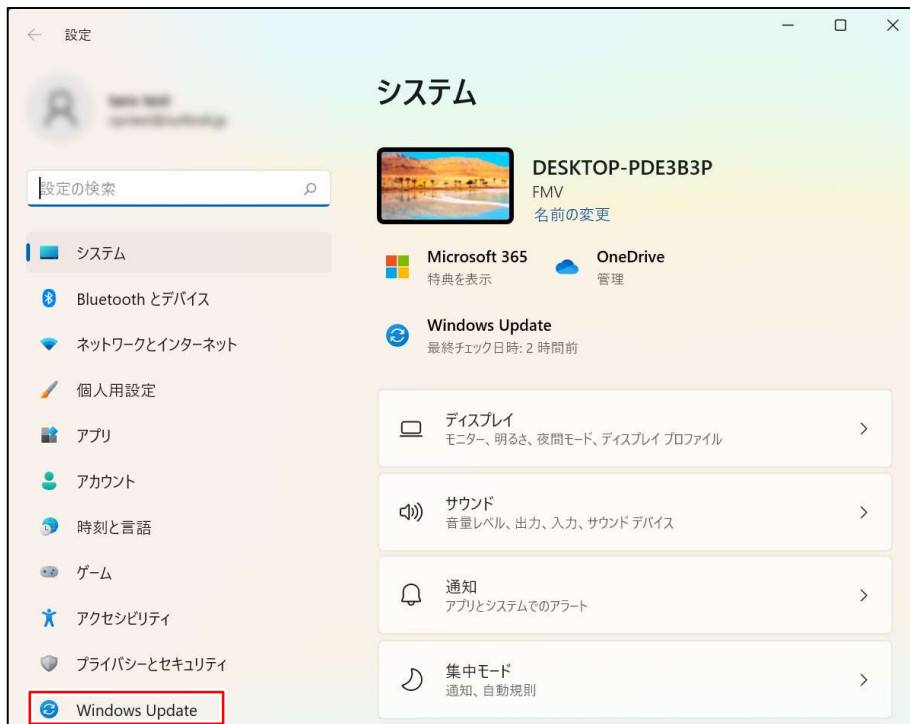 設定
設定の検索
システム
Bluetooth とデバイス
ネットワークとインターネット
個人用設定
アプリ
アカウント
時刻と言語
ゲーム
アクセシビリティ
プライバシーとセキュリティ
Windows Update
システム
DESKTOP-PDE3B3P
FMV
名前の変更
Microsoft 365
特典を表示
OneDrive
管理
Windows Update
最終チェック日時: 2 時間前
ディスプレイ
モニター、明るさ、夜間モード、ディスプレイ プロファイル
サウンド
音量レベル、出力、入力、サウンド デバイス
通知
アプリとシステムでのアラート
集中モード
通知、自動規則